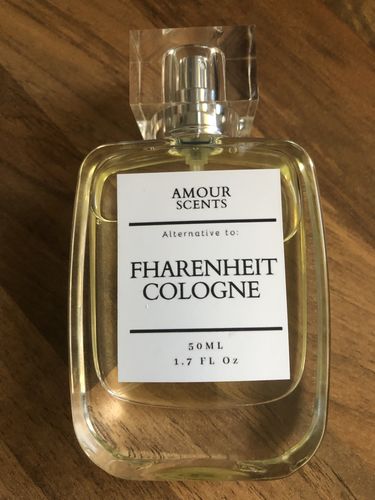 AMOUR
SCENTS
Alternative to:
FHARENHEIT
COLOGNE
50ML
1.7 FL Oz